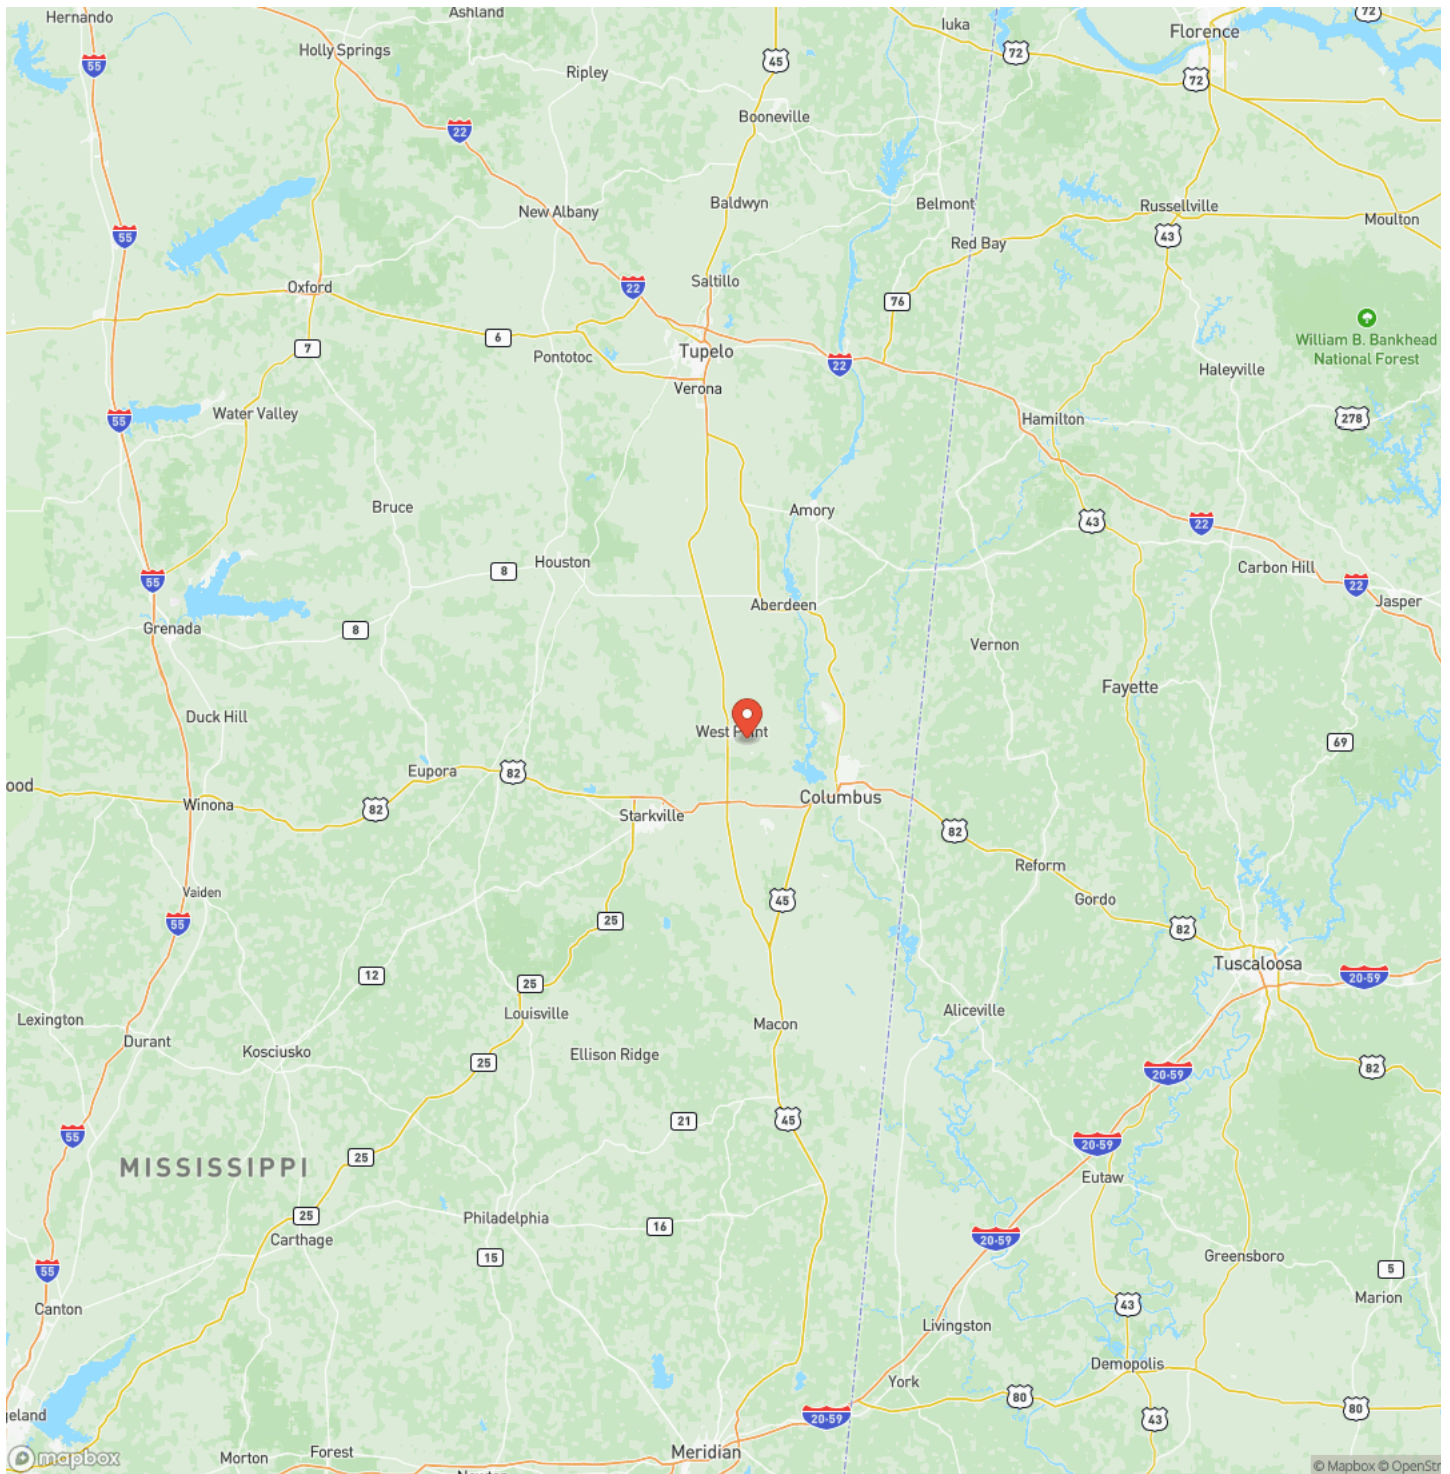 Hernando
Ashland
72
Iuka
Florence
55
Holly Springs
45
72
Ripley
72
Booneville
22
Baldwyn
Belmont
Russellville
New Albany
Moulton
55
43
Red Bay
Saltillo
Oxford
22
76
William B. Bankhead
National Forest
6
7
Pontotoc
Tupelo
22
Haleyville
Verona
Water Valley
55
Hamilton
278
Bruce
Amory
43
22
Houston
8
Carbon Hill
55
22
Aberdeen
Jasper
Grenada
8
Vernon
Fayette
Duck Hill
West Point
69
Eupora
82
ood
Winona
82
Columbus
Starkville
82
Reform
Vaiden
45
Gordo
55
25
82
Tuscaloosa
12
25
20-59
Lexington
Louisville
Aliceville
Macon
Durant
Kosciusko
Ellison Ridge
25
20-59
82
21
45
55
20-59
25
MISSISSIPPI
Eutaw
25
Philadelphia
16
Carthage
20-59
15
Greensboro
55
5
Canton
43
Marion
Livingston
Demopolis
York
80
80
eland
20-59
43
Meridian
Forest
Morton
mapbox
© Mapbox © OpenStr